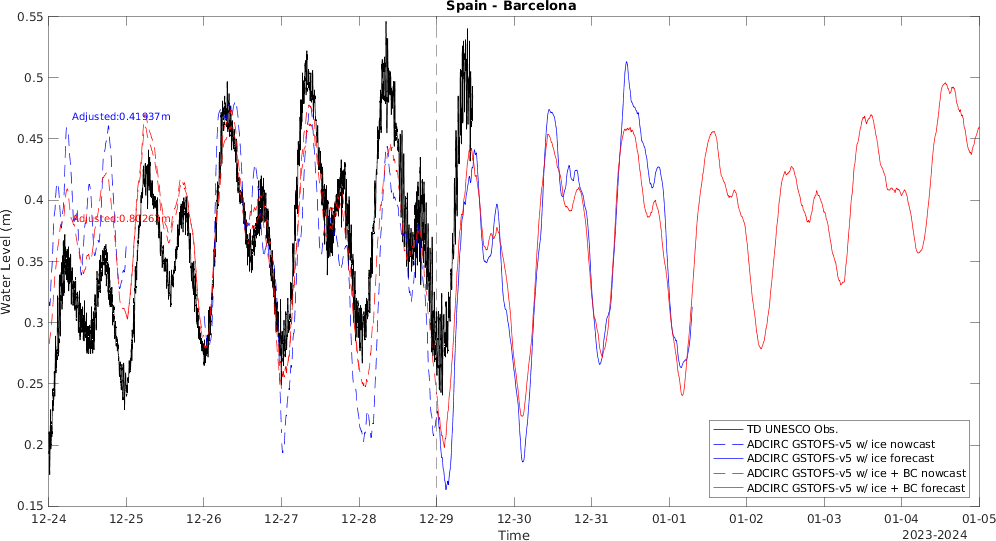 Spain - Barcelona
0.55
0.5
0.45
0.4
0.35
0.3
0.25
0.2
0.15
Water Level (m)
Adjusted:0.41937m
12-24
12-25
12-26
12-27
12-28
12-29
12-30
12-31
01-01
01-02
01-03
01-04
01-05
Time
2023-2024
TD UNESCO Obs.
ADCIRC GSTOFS-v5 w/ ice nowcast
ADCIRC GSTOFS-v5 w/ ice forecast
ADCIRC GSTOFS-v5 w/ ice + BC nowcast
ADCIRC GSTOFS-v5 w/ ice + BC forecast